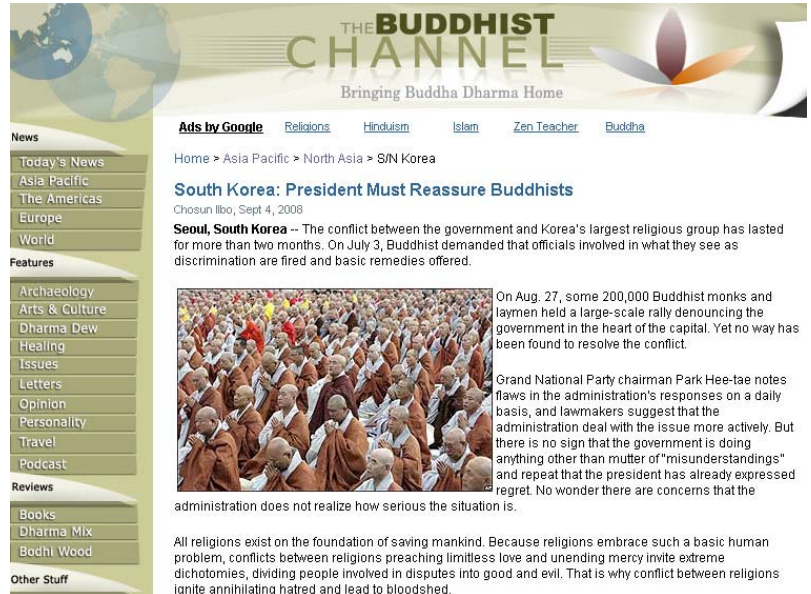 THE BUDDHIST
CHANNEL
Bringing Buddha Dharma Home
News
Today's News
Asia Pacific
The Americas
Europe
World
Features
Archaeology
Arts & Culture
Dharma Dew
Healing
Issues
Letters
Opinion
Personality
Travel
Podcast
Reviews
Books
Dharma Mix
Bodhi Wood
Other Stuff
Ads by Google Religions Hinduism Islam Zen Teacher Buddha
Home > Asia Pacific > North Asia > S/N Korea
South Korea: President Must Reassure Buddhists
Chosun Ilbo, Sept 4, 2008
Seoul, South Korea -- The conflict between the government and Korea's largest religious group has lasted
for more than two months. On July 3, Buddhist demanded that officials involved in what they see as
discrimination are fired and basic remedies offered.
On Aug. 27, some 200,000 Buddhist monks and
laymen held a large-scale rally denouncing the
government in the heart of the capital. Yet no way has
been found to resolve the conflict.
Grand National Party chairman Park Hee-tae notes
flaws in the administration's responses on a daily
basis, and lawmakers suggest that the
administration deal with the issue more actively. But
there is no sign that the government is doing
anything other than mutter of "misunderstandings"
and repeat that the president has already expressed
regret. No wonder there are concerns that the
administration does not realize how serious the situation is.
All religions exist on the foundation of saving mankind. Because religions embrace such a basic human
problem, conflicts between religions preaching limitless love and unending mercy invite extreme
dichotomies, dividing people involved in disputes into good and evil. That is why conflict between religions
ignite annihilating hatred and lead to bloodshed.